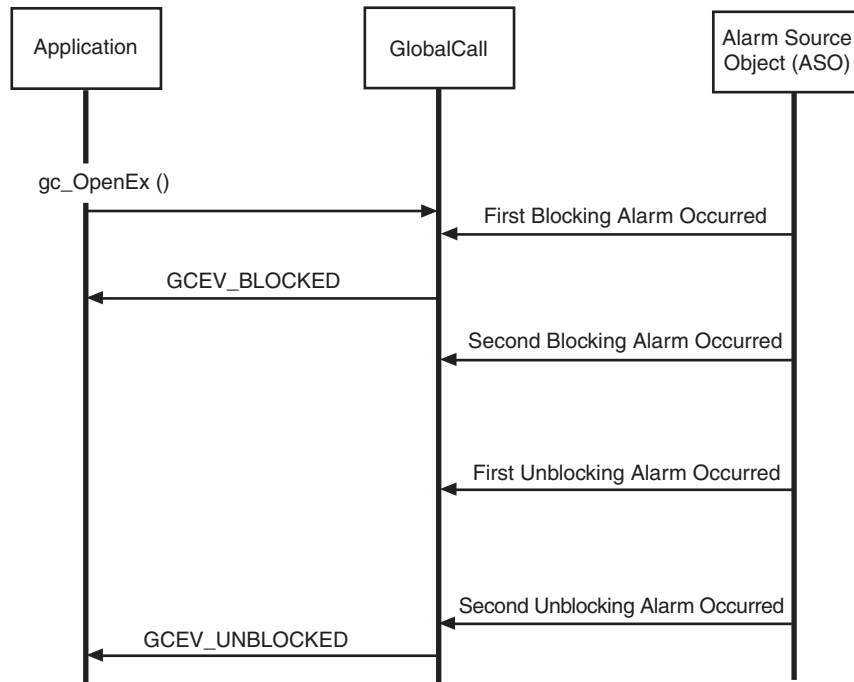 Application
GlobalCall
Alarm Source
Object (ASO)
gc_OpenEx ()
First Blocking Alarm Occurred
GCEV_BLOCKED
Second Blocking Alarm Occurred
First Unblocking Alarm Occurred
Second Unblocking Alarm Occurred
GCEV_UNBLOCKED